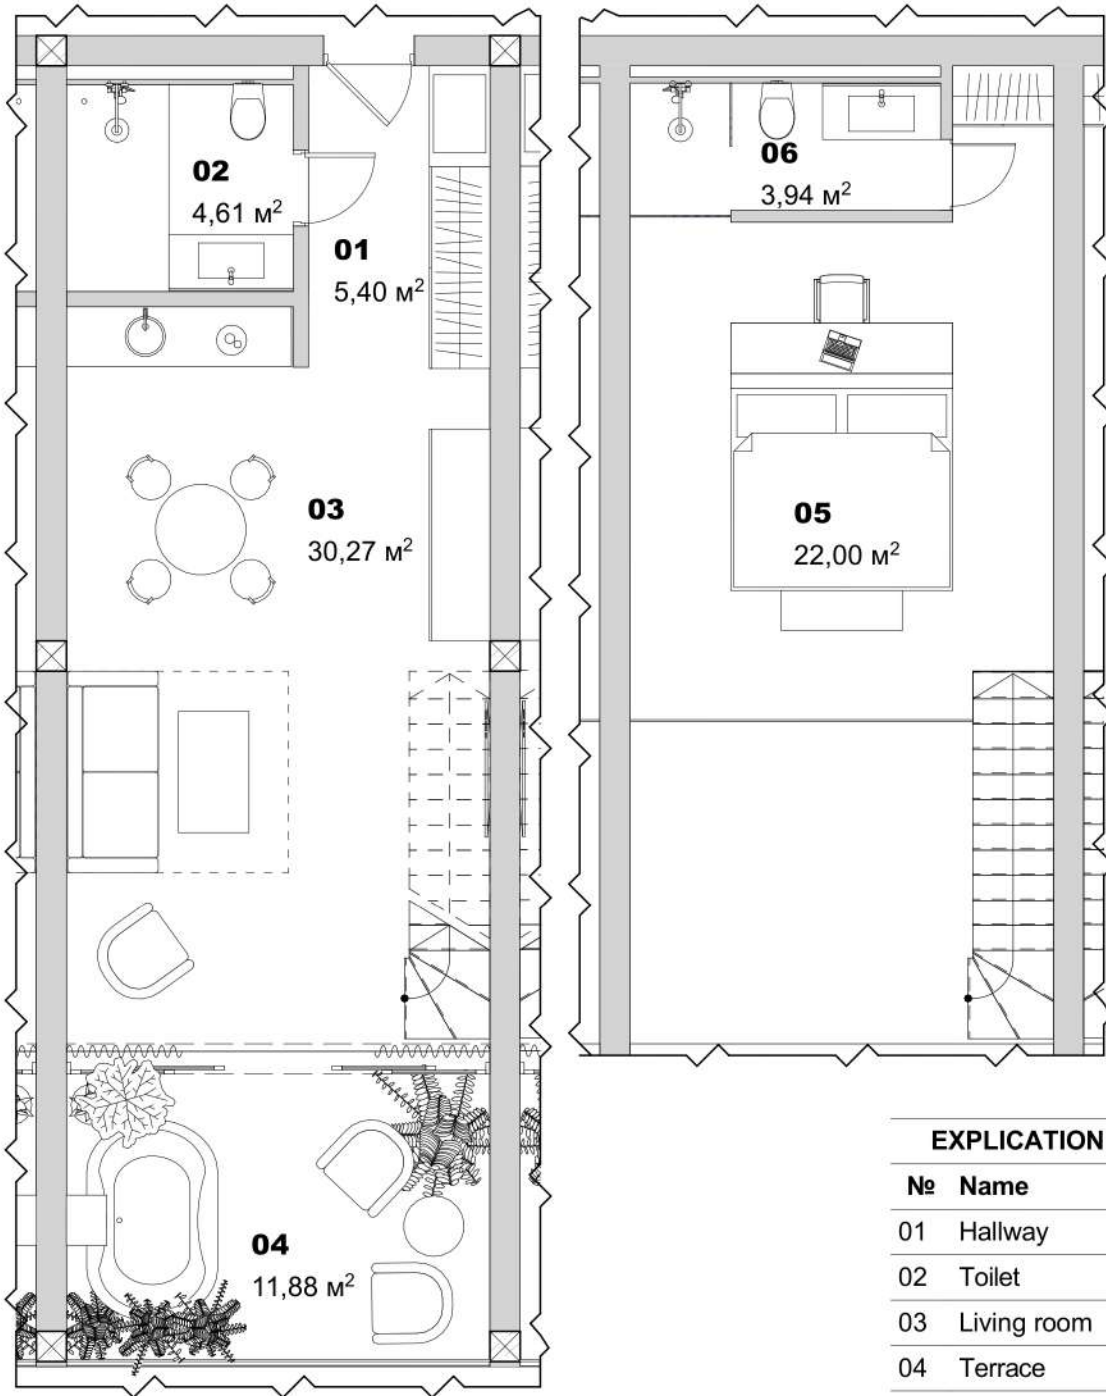 02
4,61 м²
01
5,40 м²
03
30,27 м²
04
11,88 м²
06
3,94 м²
05
22,00 м²
EXPLICATION
№ Name
01 Hallway
02 Toilet
03 Living room
04 Terrace